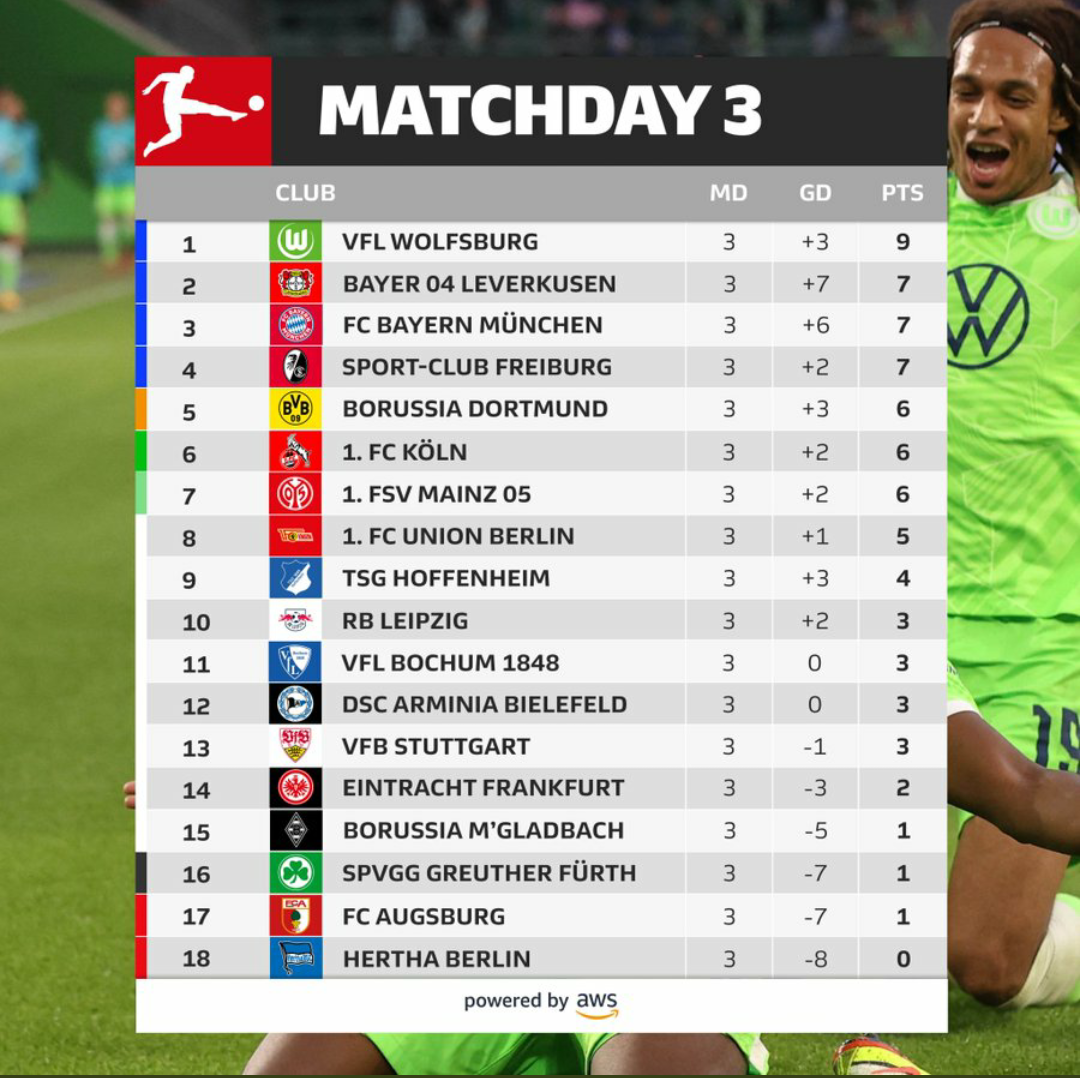 MATCHDAY 3
CLUB MD GD PTS
1 VFL WOLFSBURG 3 +3 9
2 BAYER 04 LEVERKUSEN 3 +7 7
3 FC BAYERN MÜNCHEN 3 +6 7
4 SPORT-CLUB FREIBURG 3 +2 7
5 BVB 09 BORUSSIA DORTMUND 3 +3 6
6 1. FC KÖLN 3 +2 6
7 1. FSV MAINZ 05 3 +2 6
8 1. FC UNION BERLIN 3 +1 5
9 TSG HOFFENHEIM 3 +3 4
10 RB LEIPZIG 3 +2 3
11 VFL BOCHUM 1848 3 0 3
12 DSC ARMINIA BIELEFELD 3 0 3
13 VFB STUTTGART 3 -1 3
14 EINTRACHT FRANKFURT 3 -3 2
15 BORUSSIA M’GLADBACH 3 -5 1
16 SPVGG GREUTHER FÜRTH 3 -7 1
17 FCA FC AUGSBURG 3 -7 1
18 HERTHA BERLIN 3 -8 0
powered by aws
19